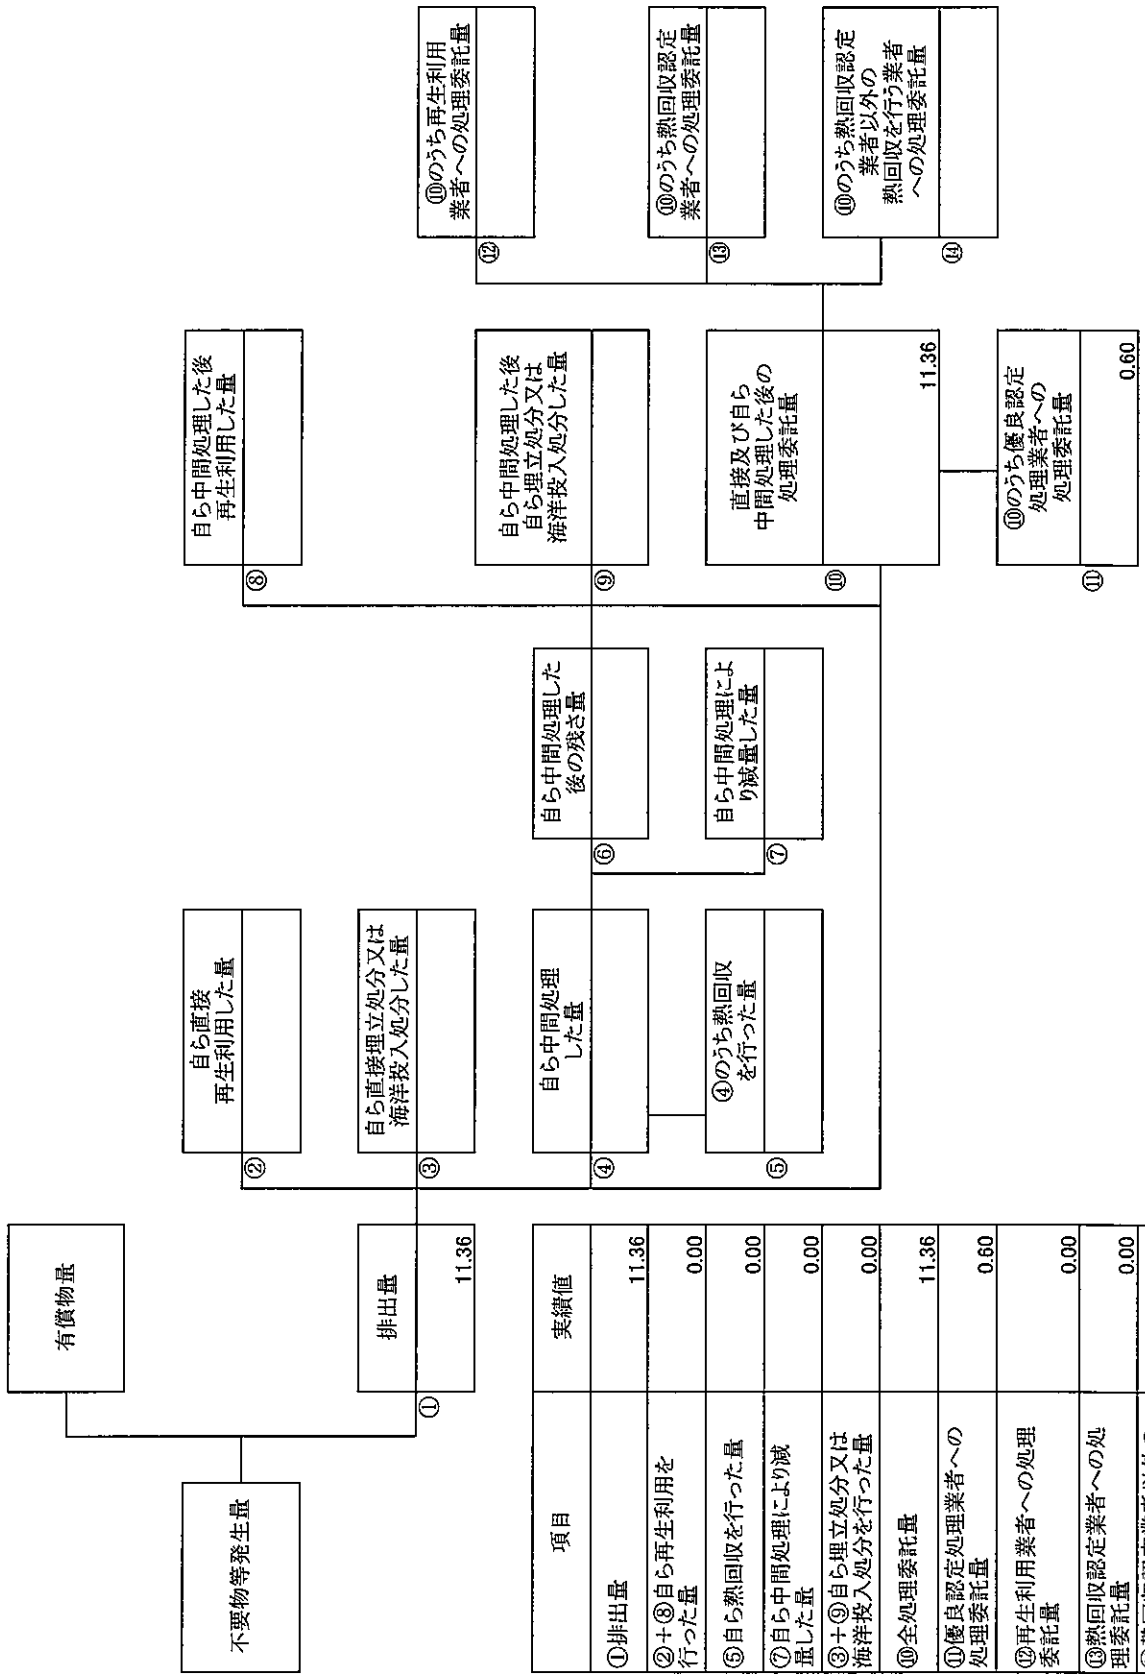 不要物等発生量
有償物量
排出量
①
11.36
自ら直接
再生利用した量
②
自ら直接埋立処分又は
海洋投入処分した量
③
自ら中間処理
した量
④
④のうち熱回収
を行った量
⑤
自ら中間処理した
後の残さ量
⑥
自ら中間処理によ
り減量した量
⑦
自ら中間処理した後
再生利用した量
⑧
自ら中間処理した後
自ら埋立処分又は
海洋投入処分した量
⑨
直接及び自ら
中間処理した後の
処理委託量
⑩
11.36
⑩のうち優良認定
処理業者への
処理委託量
⑪
0.60
⑩のうち再生利用
業者への処理委託量
⑫
⑩のうち熱回収認定
業者への処理委託量
⑬
⑩のうち熱回収認定
業者以外の
熱回収を行う業者
への処理委託量
⑭
項目
実績値
①排出量
11.36
②+⑧自ら再生利用を
行った量
0.00
⑤自ら熱回収を行った量
0.00
⑦自ら中間処理により減
量した量
0.00
③+⑨自ら埋立処分又は
海洋投入処分を行った量
0.00
⑩全処理委託量
11.36
⑪優良認定処理業者への
処理委託量
0.60
⑫再生利用業者への処理
委託量
0.00
⑬熱回収認定業者への処
理委託量
0.00